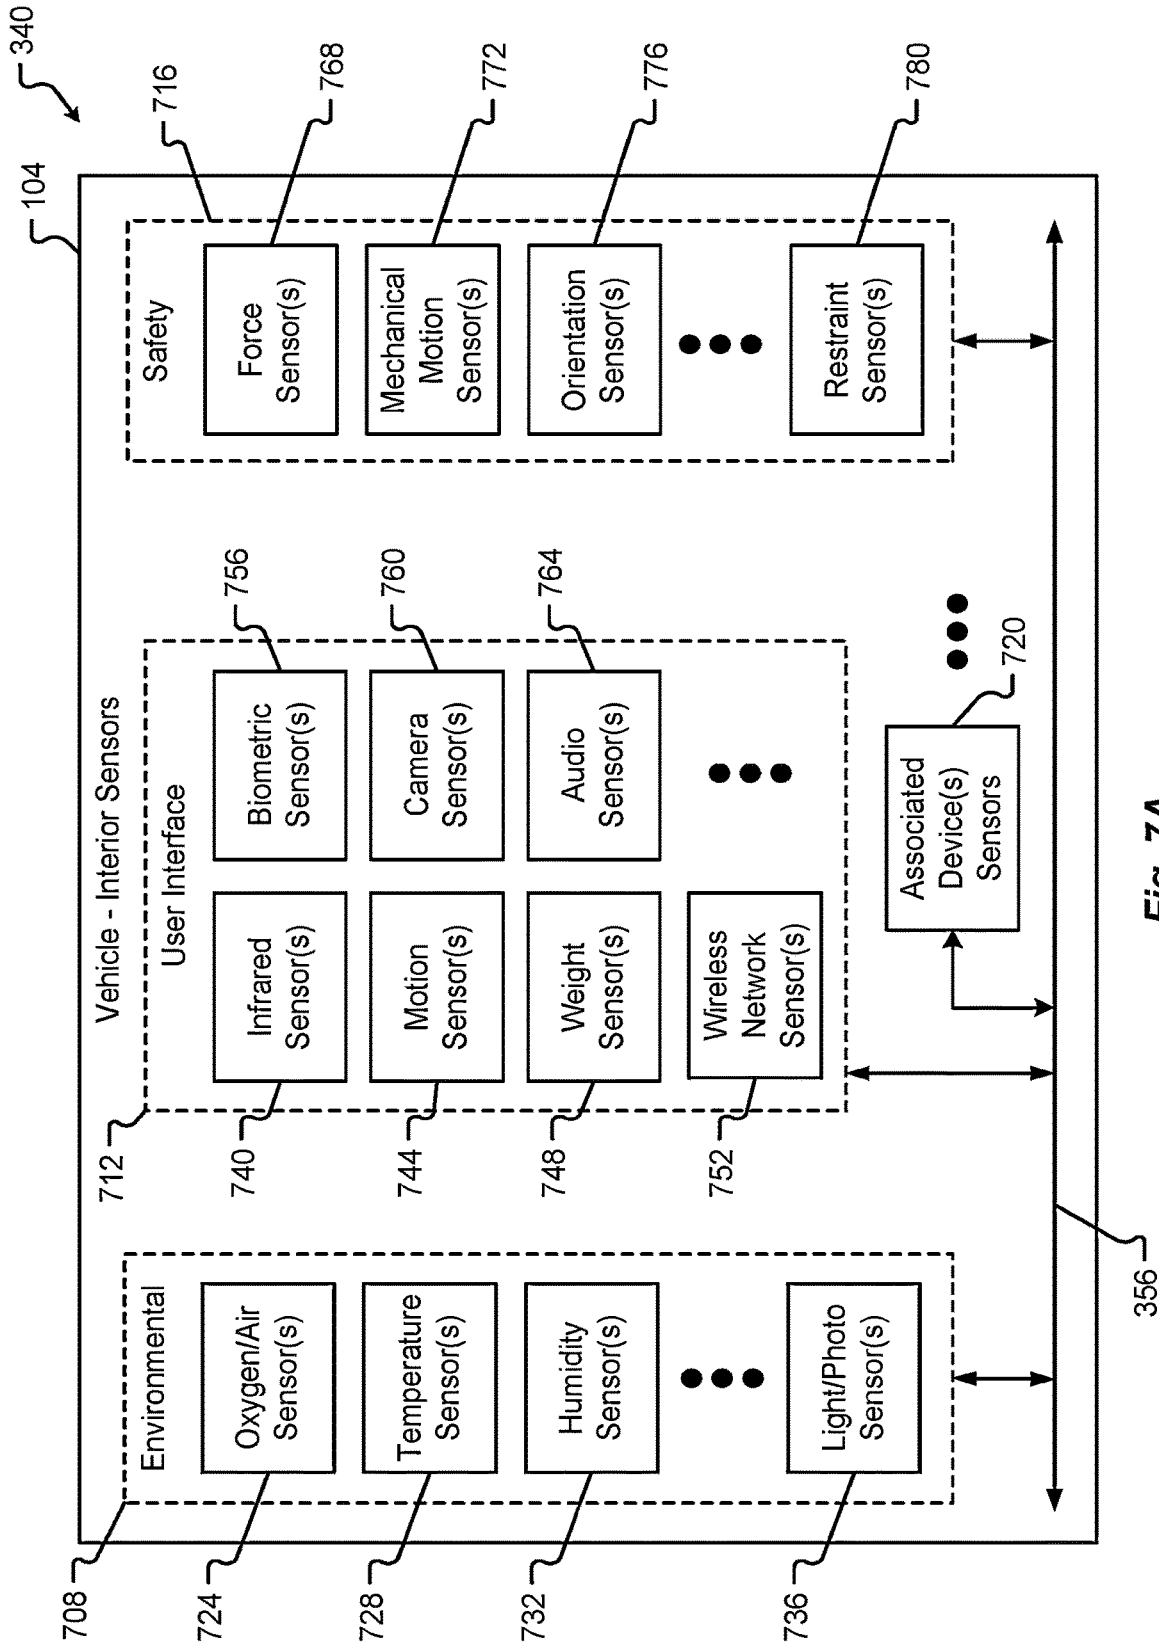 340
104
Vehicle - Interior Sensors
708
Environmental
724
Oxygen/Air
Sensor(s)
728
Temperature
Sensor(s)
732
Humidity
Sensor(s)
736
Light/Photo
Sensor(s)
712
User Interface
740
Infrared
Sensor(s)
756
Biometric
Sensor(s)
744
Motion
Sensor(s)
760
Camera
Sensor(s)
748
Weight
Sensor(s)
764
Audio
Sensor(s)
752
Wireless
Network
Sensor(s)
716
Safety
768
Force
Sensor(s)
772
Mechanical
Motion
Sensor(s)
776
Orientation
Sensor(s)
780
Restraint
Sensor(s)
720
Associated
Device(s)
Sensors
356
Fig. 7A